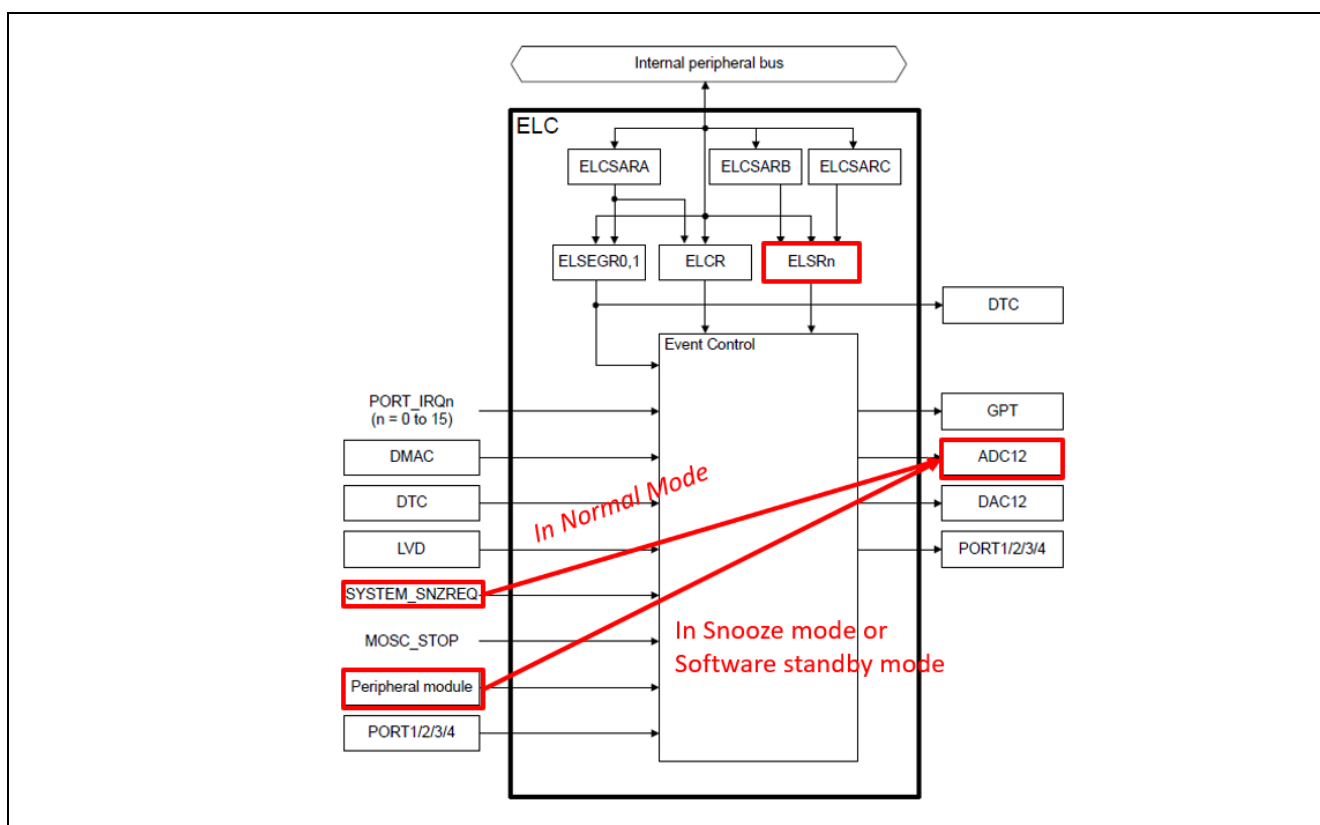 Internal peripheral bus
ELC
ELCSARA
ELCSARB
ELCSARC
ELSEGR0,1
ELCR
ELSRn
DTC
Event Control
PORT_IRQn
(n = 0 to 15)
GPT
DMAC
ADC12
In Normal Mode
DTC
DAC12
LVD
PORT1/2/3/4
SYSTEM_SNZREQ
In Snooze mode or
Software standby mode
MOSC_STOP
Peripheral module
PORT1/2/3/4